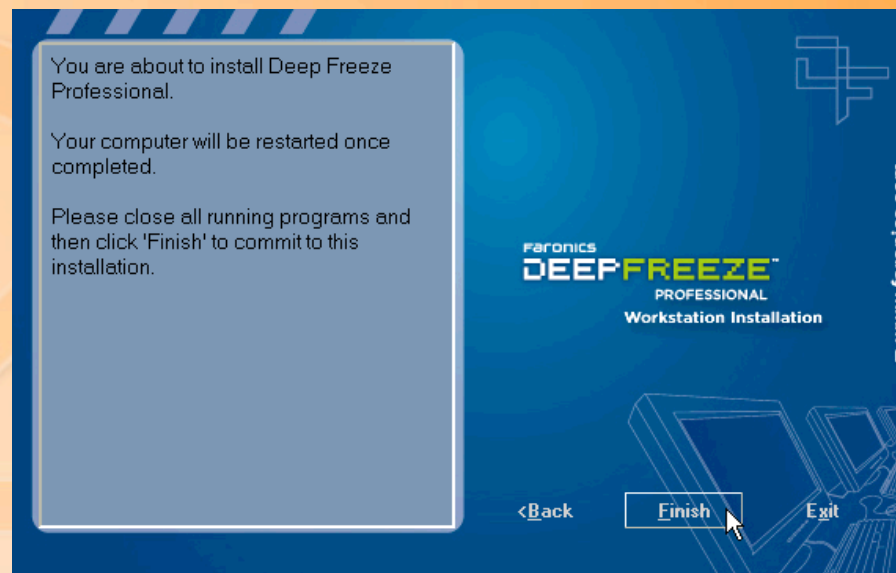 You are about to install Deep Freeze
Professional.
Your computer will be restarted once
completed.
Please close all running programs and
then click 'Finish' to commit to this
installation.
Faronics
DEEPFREEZE™
PROFESSIONAL
Workstation Installation
<Back
Finish
Exit